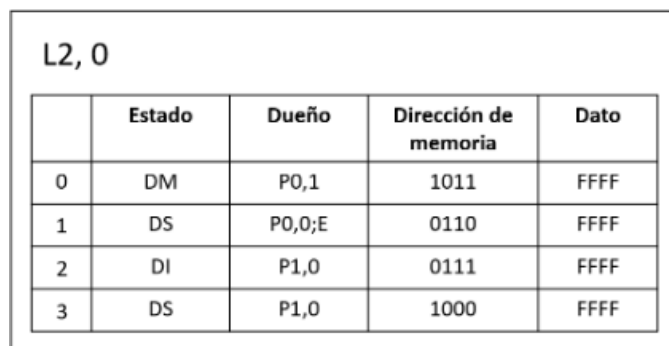 L2, 0
Estado Dueño Dirección de memoria Dato
0 DM P0,1 1011 FFFF
1 DS P0,0;E 0110 FFFF
2 DI P1,0 0111 FFFF
3 DS P1,0 1000 FFFF